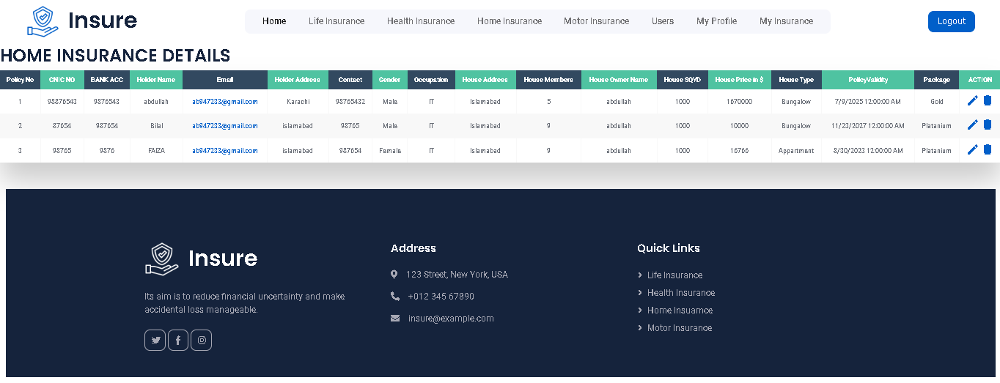 Insure
Home Life Insurance Health Insurance Home Insurance Motor Insurance Users My Profile My Insurance
Logout
HOME INSURANCE DETAILS
Policy No CNIC NO BANK ACC Holder Name Email Holder Address Contact Gender Occupation House Address House Members House Owner Name House SQYD House Price in $ House Type PolicyValidity Package ACTION
1 98876543 9876543 abdullah ab947233@gmail.com Karachi 98765432 Male IT Islamabad 5 abdullah 1000 1670000 Bungalow 7/9/2025 12:00:00 AM Gold
2 87654 987654 Bilal ab947233@gmail.com islamabad 98765 Male IT Islamabad 9 abdullah 1000 10000 Bungalow 11/23/2027 12:00:00 AM Platanium
3 98765 9876 FAIZA ab947233@gmail.com islamabad 987654 Female IT Islamabad 9 abdullah 1000 16766 Appartment 8/30/2023 12:00:00 AM Platanium
Insure
Its aim is to reduce financial uncertainty and make
accidental loss manageable.
Address
123 Street, New York, USA
+012 345 67890
insure@example.com
Quick Links
Life Insurance
Health Insurance
Home Insuarnce
Motor Insurance